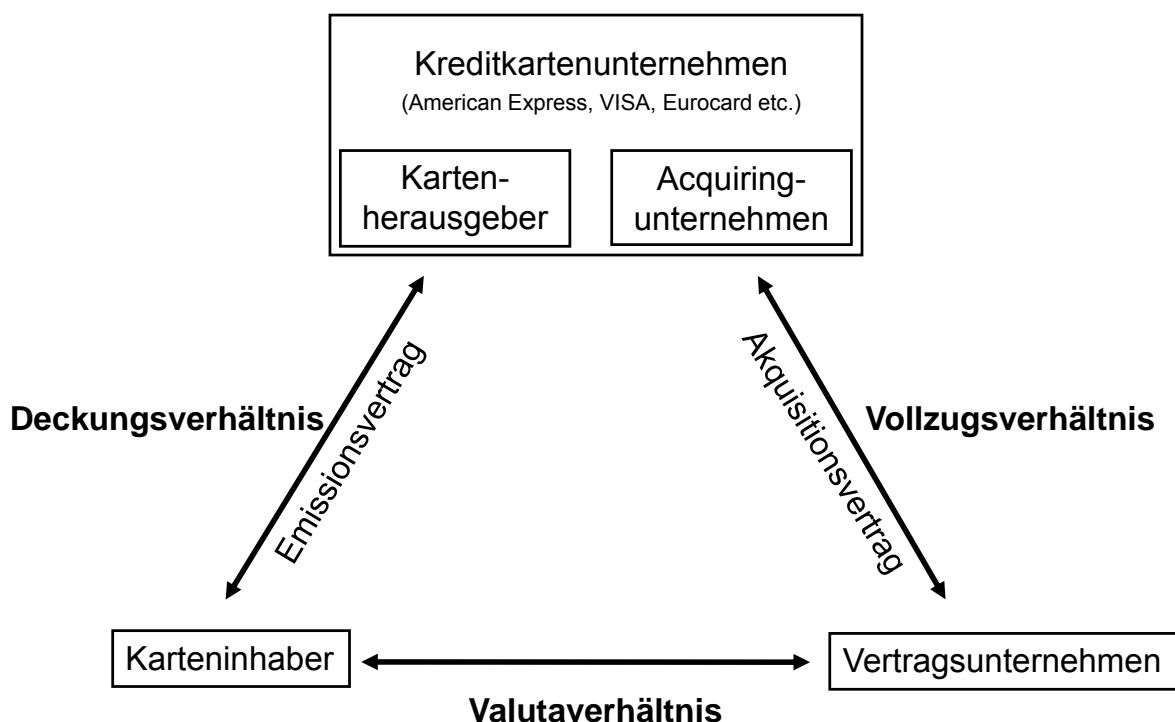 Kreditkartenunternehmen
(American Express, VISA, Eurocard etc.)
Karten-
herausgeber
Acquiring-
unternehmen
Deckungsverhältnis
Emissionsvertrag
Akquisitionsvertrag
Vollzugsverhältnis
Karteninhaber
Vertragsunternehmen
Valutaverhältnis